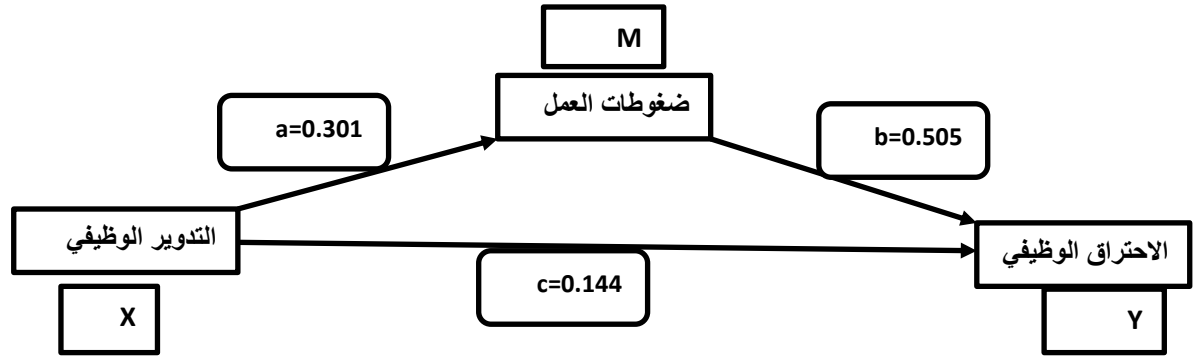 M
ضغوطات العمل
a=0.301
b=0.505
التدوير الوظيفي
الاحتراق الوظيفي
c=0.144
X
Y